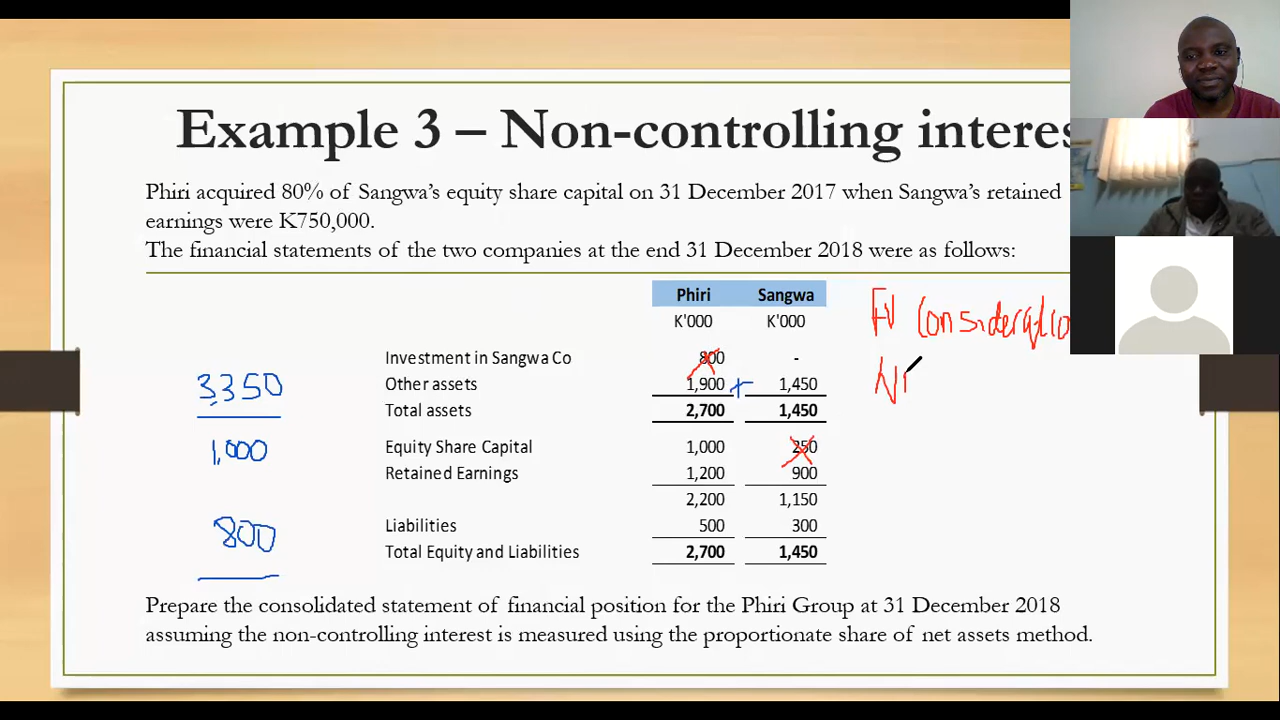 Example 3 – Non-controlling interes
Phiri acquired 80% of Sangwa's equity share capital on 31 December 2017 when Sangwa's retained
earnings were K750,000.
The financial statements of the two companies at the end 31 December 2018 were as follows:
Phiri Sangwa
K'000 K'000
FV Consideratio
Investment in Sangwa Co 800 -
3350 Other assets 1,900 + 1,450
N
Total assets 2,700 1,450
1,000 Equity Share Capital 1,000 250
Retained Earnings 1,200 900
2,200 1,150
800 Liabilities 500 300
Total Equity and Liabilities 2,700 1,450
Prepare the consolidated statement of financial position for the Phiri Group at 31 December 2018
assuming the non-controlling interest is measured using the proportionate share of net assets method.